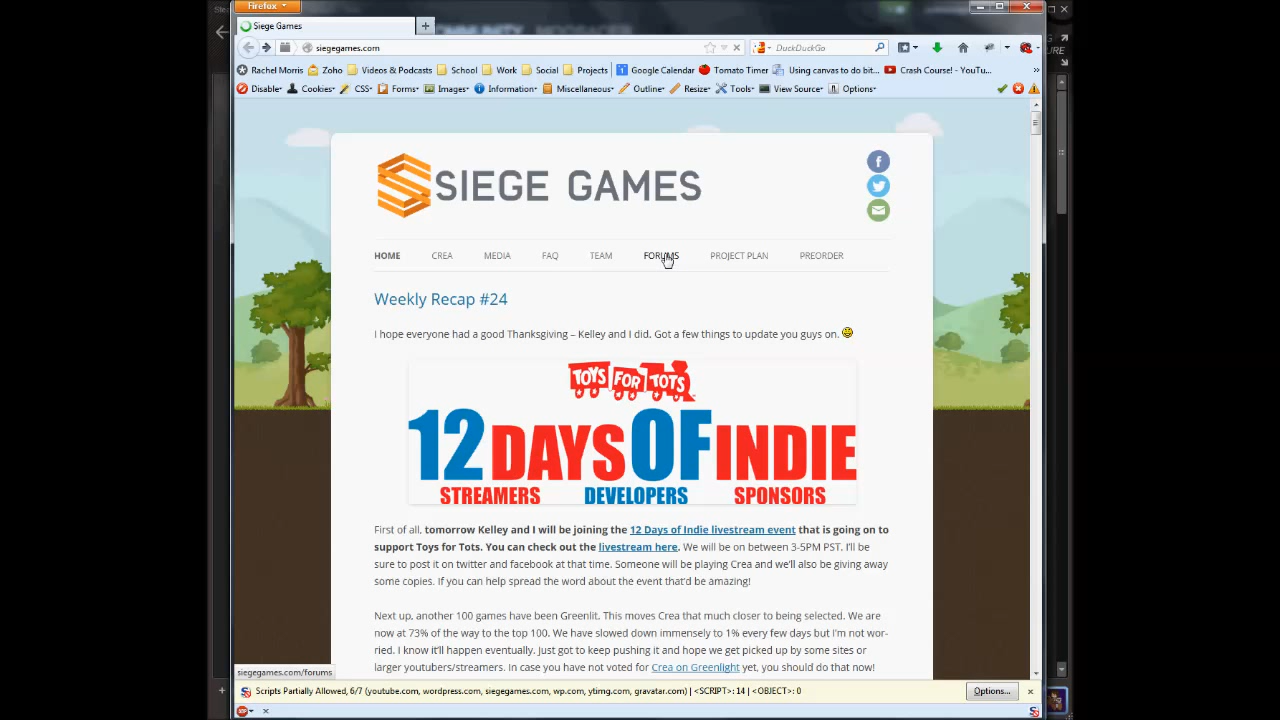 Firefox
Siege Games
siegegames.com
DuckDuckGo
Rachel Morris Zoho Videos & Podcasts School Work Social Projects Google Calendar Tomato Timer Using canvas to do bit... Crash Course! - YouTu...
Disable Cookies CSS Forms Images Information Miscellaneous Outline Resize Tools View Source Options
SIEGE GAMES
HOME CREA MEDIA FAQ TEAM FORUMS PROJECT PLAN PREORDER
Weekly Recap #24
I hope everyone had a good Thanksgiving – Kelley and I did. Got a few things to update you guys on.
TOYS FOR TOTS
12 DAYS OF INDIE
STREAMERS DEVELOPERS SPONSORS
First of all, tomorrow Kelley and I will be joining the 12 Days of Indie livestream event that is going on to
support Toys for Tots. You can check out the livestream here. We will be on between 3-5PM PST. I'll be
sure to post it on twitter and facebook at that time. Someone will be playing Crea and we'll also be giving away
some copies. If you can help spread the word about the event that'd be amazing!
Next up, another 100 games have been Greenlit. This moves Crea that much closer to being selected. We are
now at 73% of the way to the top 100. We have slowed down immensely to 1% every few days but I'm not wor-
ried. I know it'll happen eventually. Just got to keep pushing it and hope we get picked up by some sites or
larger youtubers/streamers. In case you have not voted for Crea on Greenlight yet, you should do that now!
siegegames.com/forums
Scripts Partially Allowed, 6/7 (youtube.com, wordpress.com, siegegames.com, wp.com, ytimg.com, gravatar.com) | <SCRIPT>: 14 | <OBJECT>: 0
Options...